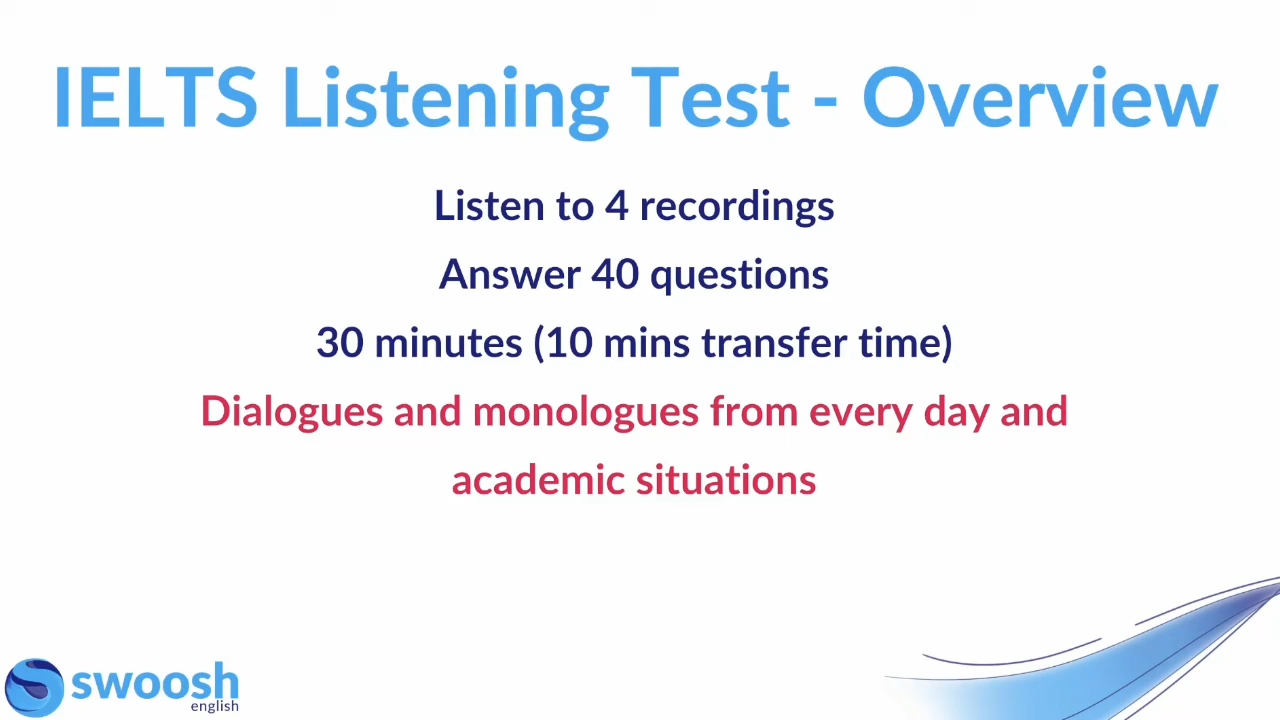 IELTS Listening Test - Overview
Listen to 4 recordings
Answer 40 questions
30 minutes (10 mins transfer time)
Dialogues and monologues from every day and
academic situations
swoosh
english